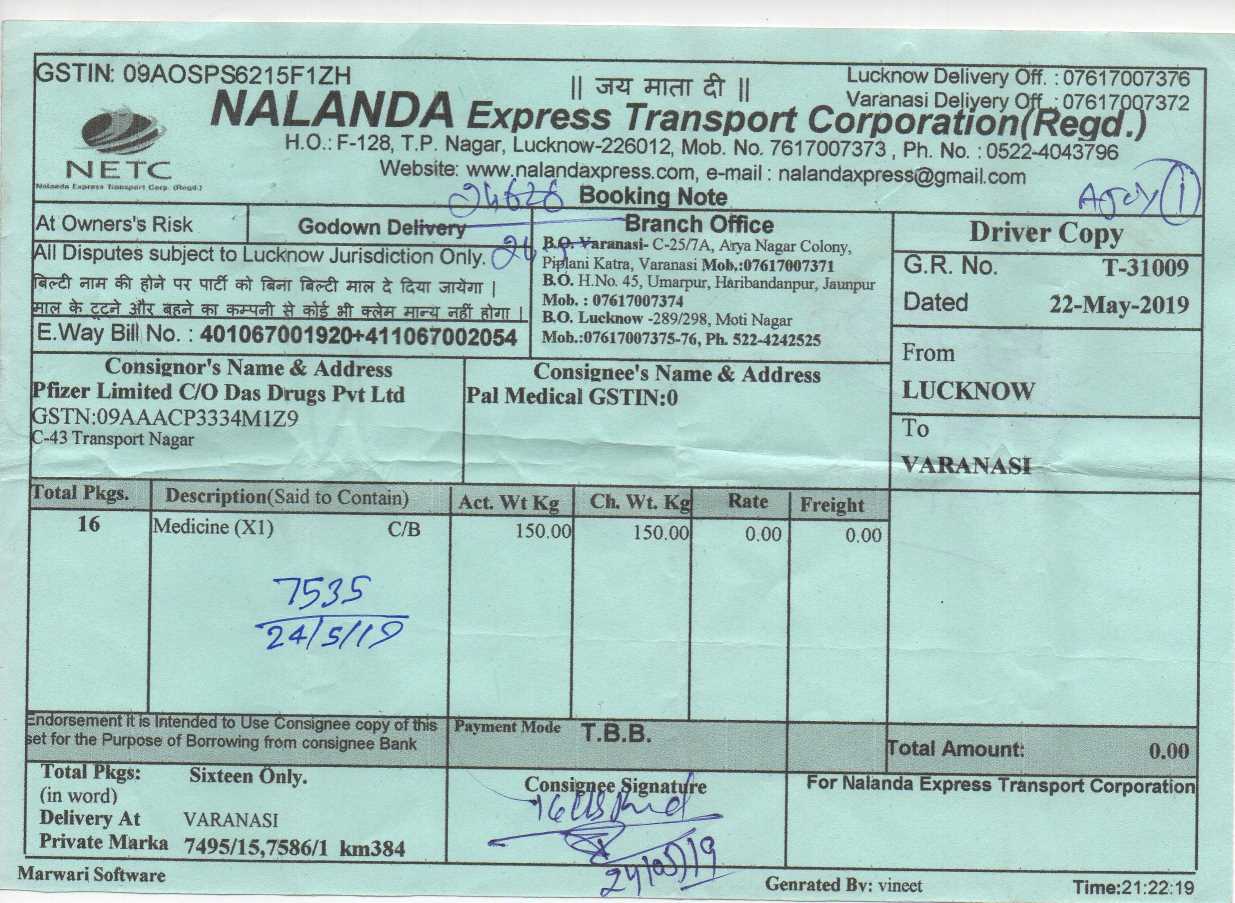 GSTIN: 09AOSPS6215F1ZH
|| जय माता दी ||
Lucknow Delivery Off. : 07617007376
Varanasi Delivery Off. : 07617007372
NALANDA Express Transport Corporation(Regd.)
NETC
Nalanda Express Transport Corp. (Regd.)
H.O.: F-128, T.P. Nagar, Lucknow-226012, Mob. No. 7617007373 , Ph. No. : 0522-4043796
Website: www.nalandaxpress.com, e-mail : nalandaxpress@gmail.com
Booking Note
At Owners's Risk
Godown Delivery
All Disputes subject to Lucknow Jurisdiction Only.
बिल्टी नाम की होने पर पार्टी को बिना बिल्टी माल दे दिया जायेगा |
माल के टूटने और बहने का कम्पनी से कोई भी क्लेम मान्य नहीं होगा |
E.Way Bill No. : 401067001920+411067002054
Branch Office
B.O. Varanasi- C-25/7A, Arya Nagar Colony,
Piplani Katra, Varanasi Mob.:07617007371
B.O. H.No. 45, Umarpur, Haribandanpur, Jaunpur
Mob. : 07617007374
B.O. Lucknow -289/298, Moti Nagar
Mob.:07617007375-76, Ph. 522-4242525
Driver Copy
G.R. No. T-31009
Dated 22-May-2019
From
LUCKNOW
To
VARANASI
Consignor's Name & Address
Pfizer Limited C/O Das Drugs Pvt Ltd
GSTN:09AAACP3334M1Z9
C-43 Transport Nagar
Consignee's Name & Address
Pal Medical GSTIN:0
Total Pkgs. Description(Said to Contain) Act. Wt Kg Ch. Wt. Kg Rate Freight
16 Medicine (X1) C/B 150.00 150.00 0.00 0.00
7535
24/5/19
Endorsement it is Intended to Use Consignee copy of this
set for the Purpose of Borrowing from consignee Bank
Payment Mode T.B.B.
Total Amount: 0.00
Total Pkgs: Sixteen Only.
(in word)
Delivery At VARANASI
Private Marka 7495/15,7586/1 km384
Consignee Signature
24/05/19
For Nalanda Express Transport Corporation
Marwari Software
Genrated By: vineet
Time:21:22:19